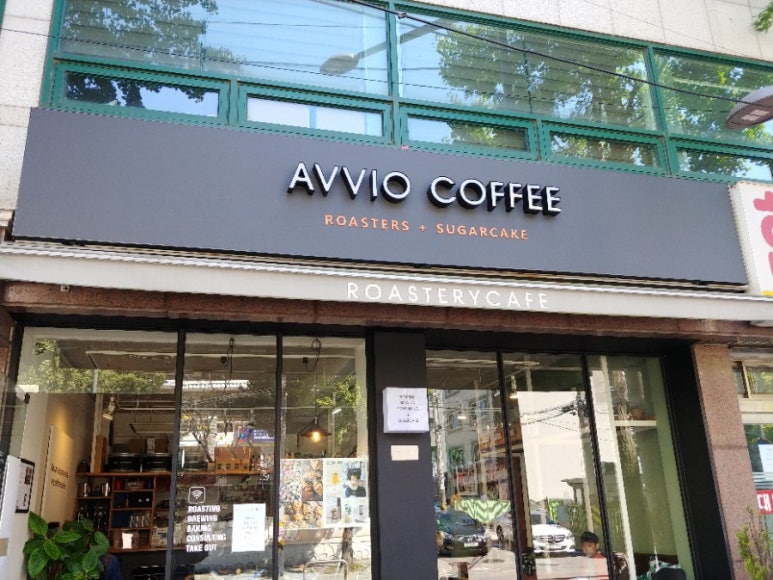 AVVIO COFFEE
ROASTERS + SUGARCAKE
ROASTERYCAFE
ROASTING
BREWING
BAKING
CONSULTING
TAKE OUT